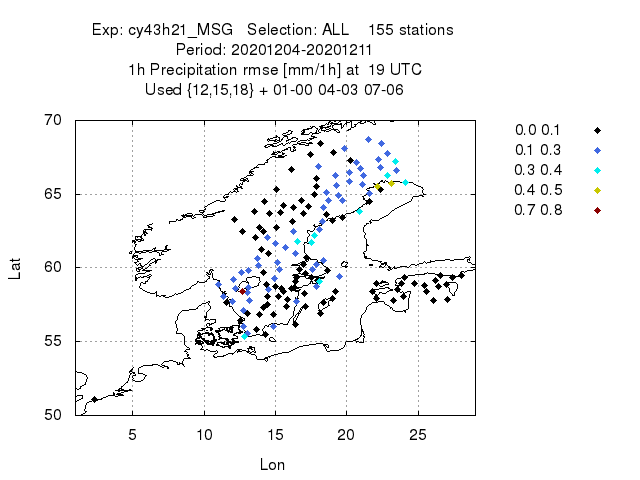 Exp: cy43h21_MSG   Selection: ALL    155 stations
Period: 20201204-20201211
1h Precipitation rmse [mm/1h] at  19 UTC
Used {12,15,18} + 01-00 04-03 07-06
70
65
60
55
50
Lat
5 10 15 20 25
Lon
0.0 0.1
0.1 0.3
0.3 0.4
0.4 0.5
0.7 0.8